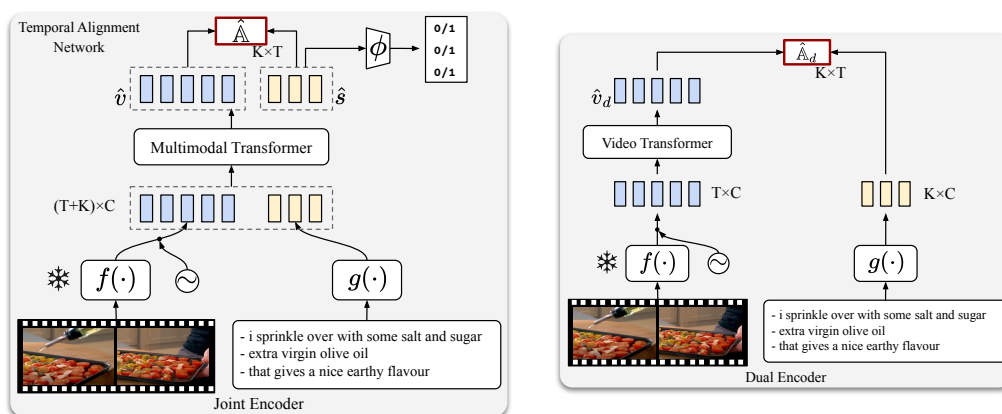 Temporal Alignment
Network
Â
K×T
ϕ
0/1
0/1
0/1
v̂
ŝ
Multimodal Transformer
(T+K)×C
f(·)
~
g(·)
- i sprinkle over with some salt and sugar
- extra virgin olive oil
- that gives a nice earthy flavour
Joint Encoder
Â_d
K×T
v̂_d
Video Transformer
T×C
K×C
f(·)
~
g(·)
- i sprinkle over with some salt and sugar
- extra virgin olive oil
- that gives a nice earthy flavour
Dual Encoder